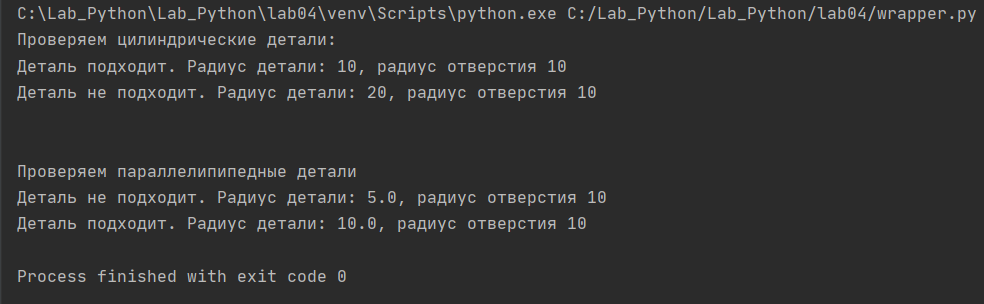 C:\Lab_Python\Lab_Python\lab04\venv\Scripts\python.exe C:/Lab_Python/Lab_Python/lab04/wrapper.py
Проверяем цилиндрические детали:
Деталь подходит. Радиус детали: 10, радиус отверстия 10
Деталь не подходит. Радиус детали: 20, радиус отверстия 10
Проверяем параллелипипедные детали
Деталь не подходит. Радиус детали: 5.0, радиус отверстия 10
Деталь подходит. Радиус детали: 10.0, радиус отверстия 10
Process finished with exit code 0